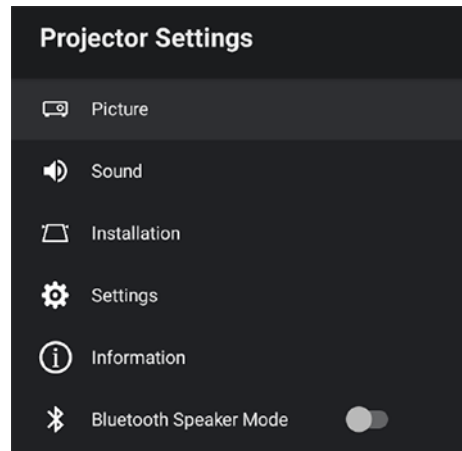 Projector Settings
Picture
Sound
Installation
Settings
Information
Bluetooth Speaker Mode